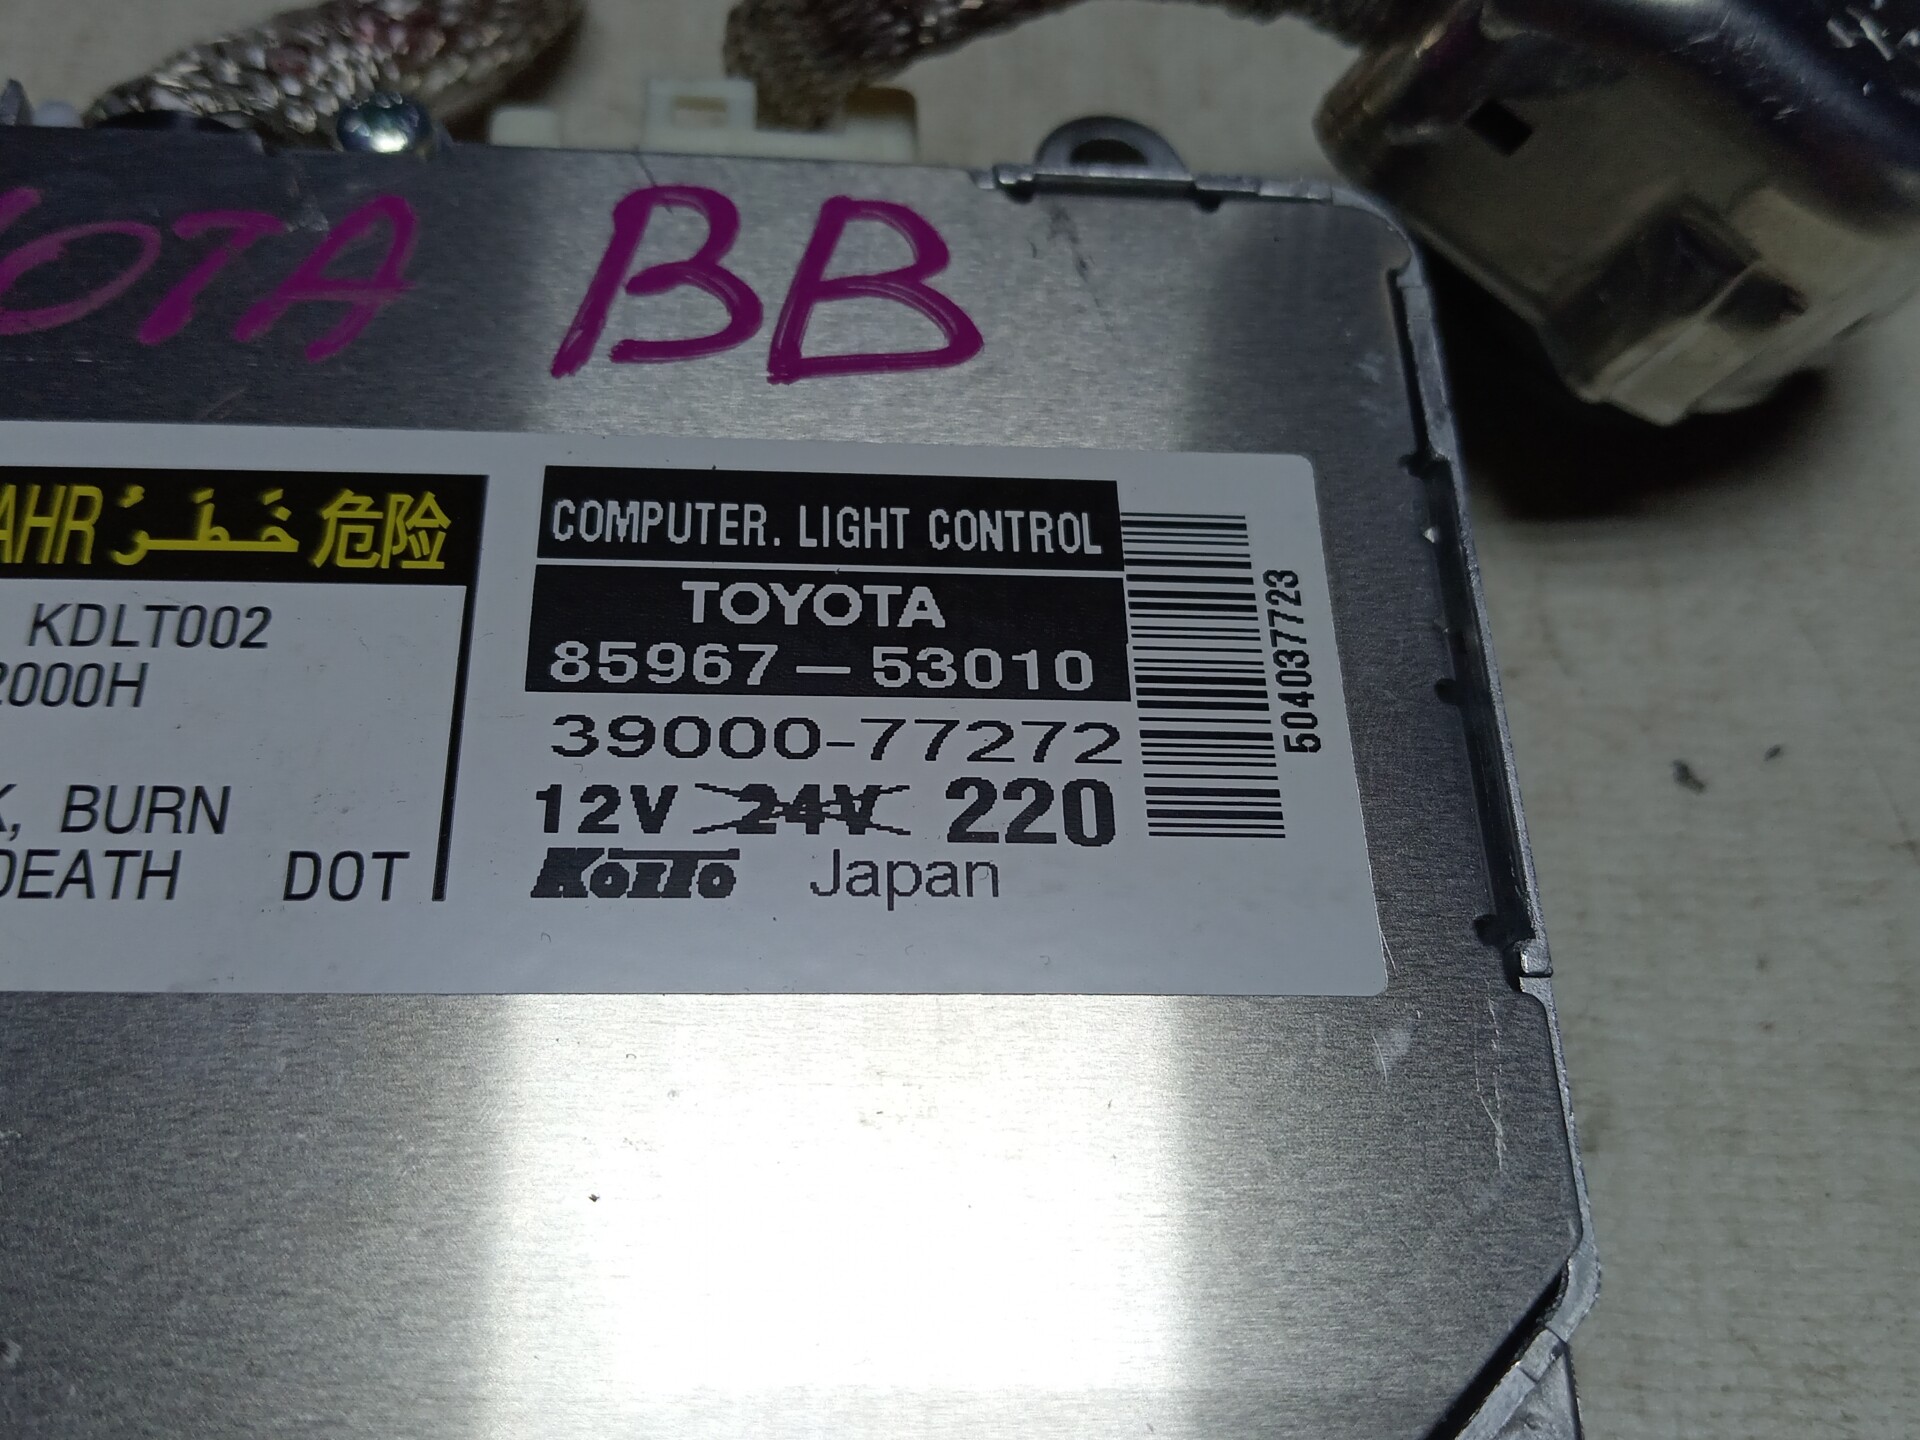 OTA BB
AHR خَطَرٌ 危险
KDLT002
2000H
K, BURN
DEATH DOT
COMPUTER. LIGHT CONTROL
TOYOTA
85967-53010
39000-77272
12V 24V 220
KOITO Japan
504037723